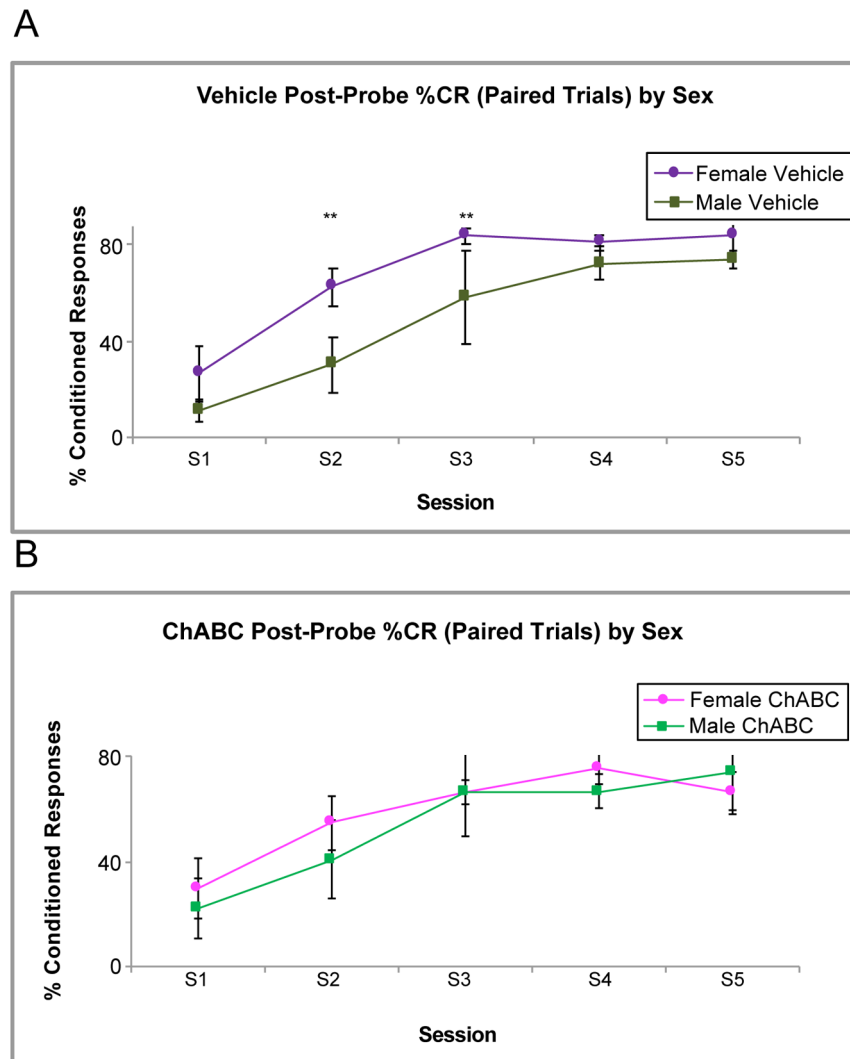 A
Vehicle Post-Probe %CR (Paired Trials) by Sex
Female Vehicle
Male Vehicle
% Conditioned Responses
80
40
0
**
**
S1
S2
S3
S4
S5
Session
B
ChABC Post-Probe %CR (Paired Trials) by Sex
Female ChABC
Male ChABC
% Conditioned Responses
80
40
0
S1
S2
S3
S4
S5
Session